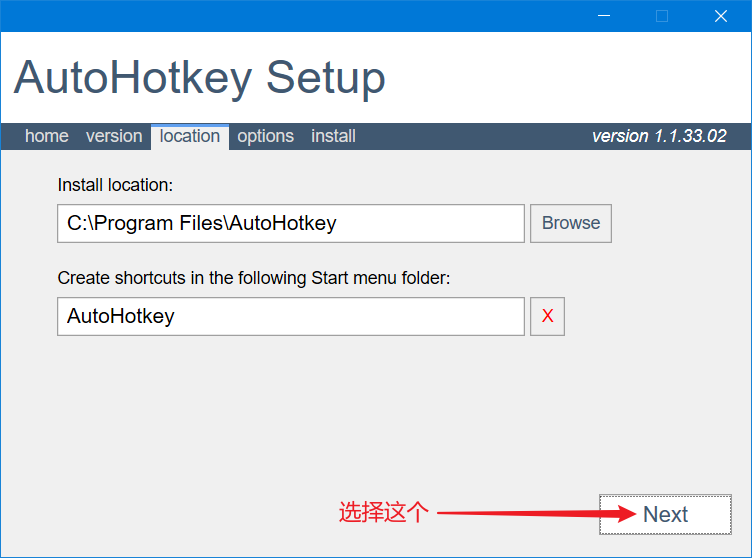 AutoHotkey Setup
home version location options install version 1.1.33.02
Install location:
C:\Program Files\AutoHotkey Browse
Create shortcuts in the following Start menu folder:
AutoHotkey X
选择这个 Next